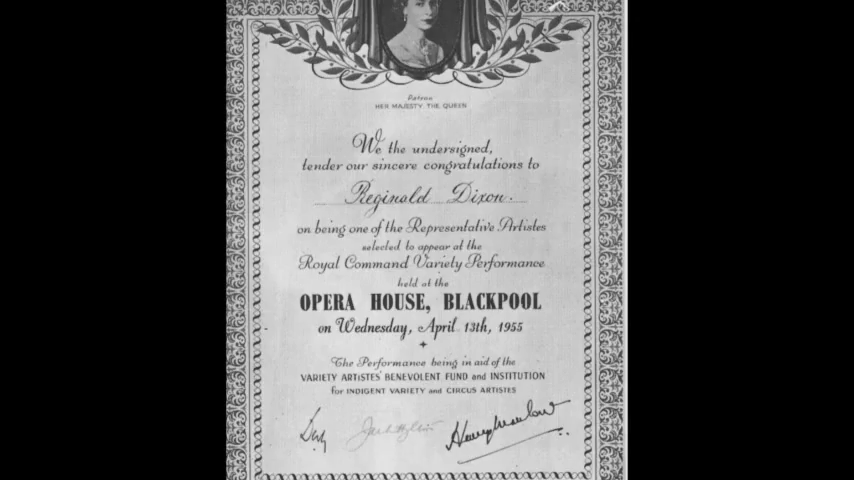 Patron
HER MAJESTY THE QUEEN
We the undersigned,
tender our sincere congratulations to
Reginald Dixon.
on being one of the Representative Artistes
selected to appear at the
Royal Command Variety Performance
held at the
OPERA HOUSE, BLACKPOOL
on Wednesday, April 13th, 1955
The Performance being in aid of the
VARIETY ARTISTES' BENEVOLENT FUND and INSTITUTION
for INDIGENT VARIETY and CIRCUS ARTISTES